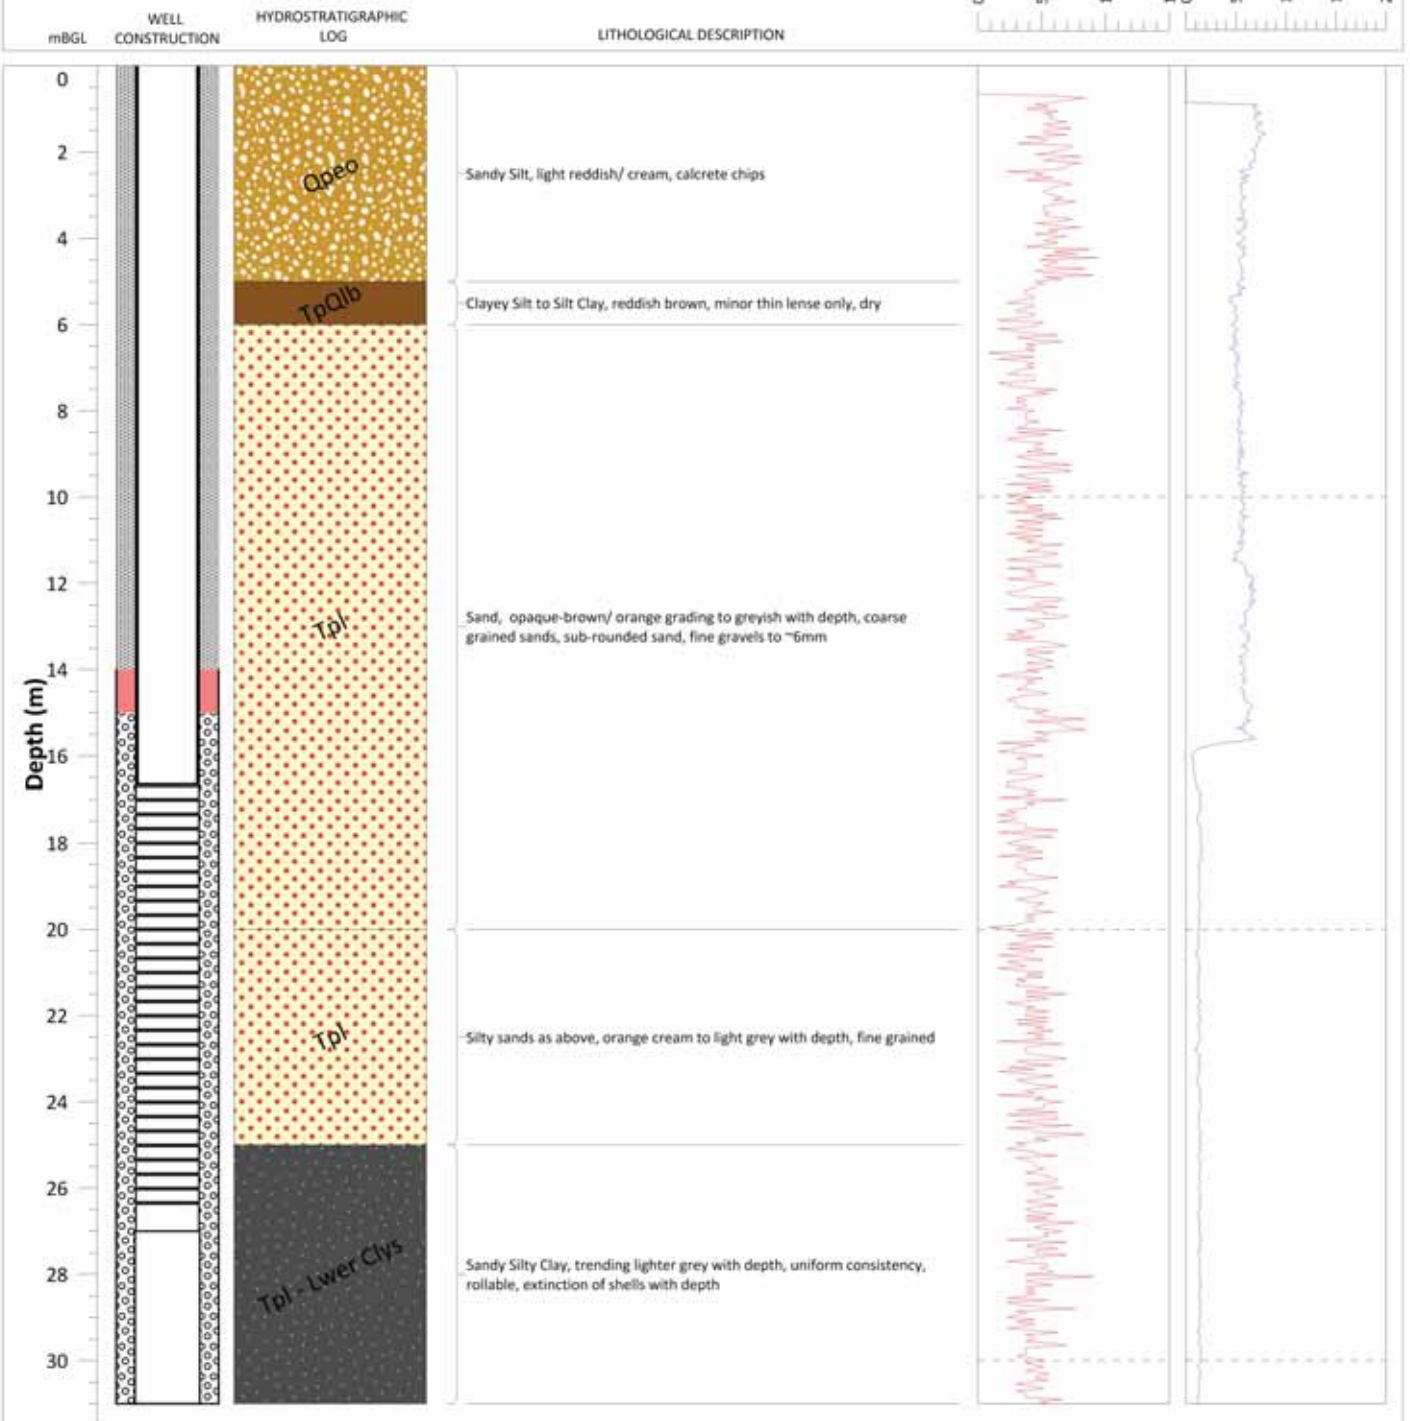 mBGL
WELL
CONSTRUCTION
HYDROSTRATIGRAPHIC
LOG
LITHOLOGICAL DESCRIPTION
Depth (m)
0
2
4
6
8
10
12
14
16
18
20
22
24
26
28
30
Qpeo
Sandy Silt, light reddish/ cream, calcrete chips
TpQlb
Clayey Silt to Silt Clay, reddish brown, minor thin lense only, dry
Tpl
Sand,  opaque-brown/ orange grading to greyish with depth, coarse
grained sands, sub-rounded sand, fine gravels to ~6mm
Tpl
Silty sands as above, orange cream to light grey with depth, fine grained
Tpl - Lwer Clys
Sandy Silty Clay, trending lighter grey with depth, uniform consistency,
rollable, extinction of shells with depth